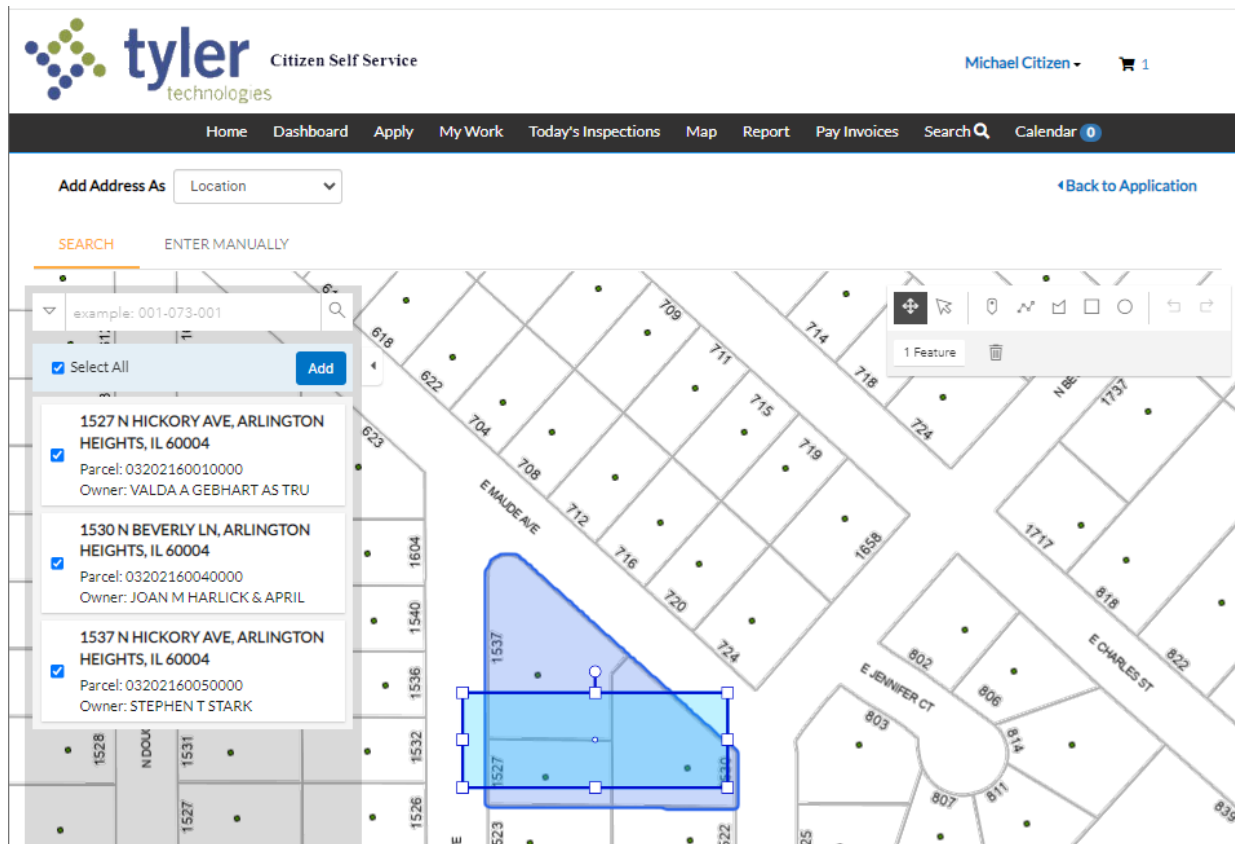 tyler
technologies
Citizen Self Service
Michael Citizen
1
Home Dashboard Apply My Work Today's Inspections Map Report Pay Invoices Search Calendar 0
Add Address As Location
Back to Application
SEARCH ENTER MANUALLY
example: 001-073-001
1 Feature
Select All Add
1527 N HICKORY AVE, ARLINGTON
HEIGHTS, IL 60004
Parcel: 03202160010000
Owner: VALDA A GEBHART AS TRU
1530 N BEVERLY LN, ARLINGTON
HEIGHTS, IL 60004
Parcel: 03202160040000
Owner: JOAN M HARLICK & APRIL
1537 N HICKORY AVE, ARLINGTON
HEIGHTS, IL 60004
Parcel: 03202160050000
Owner: STEPHEN T STARK
618
622
623
704
708
712
716
720
724
709
711
715
719
1658
714
718
724
1737
1717
818
822
E MAUDE AVE
E CHARLES ST
E JENNIFER CT
802
806
803
814
807
811
839
1604
1540
1536
1532
1526
1537
1527
1530
1528
1531
1527